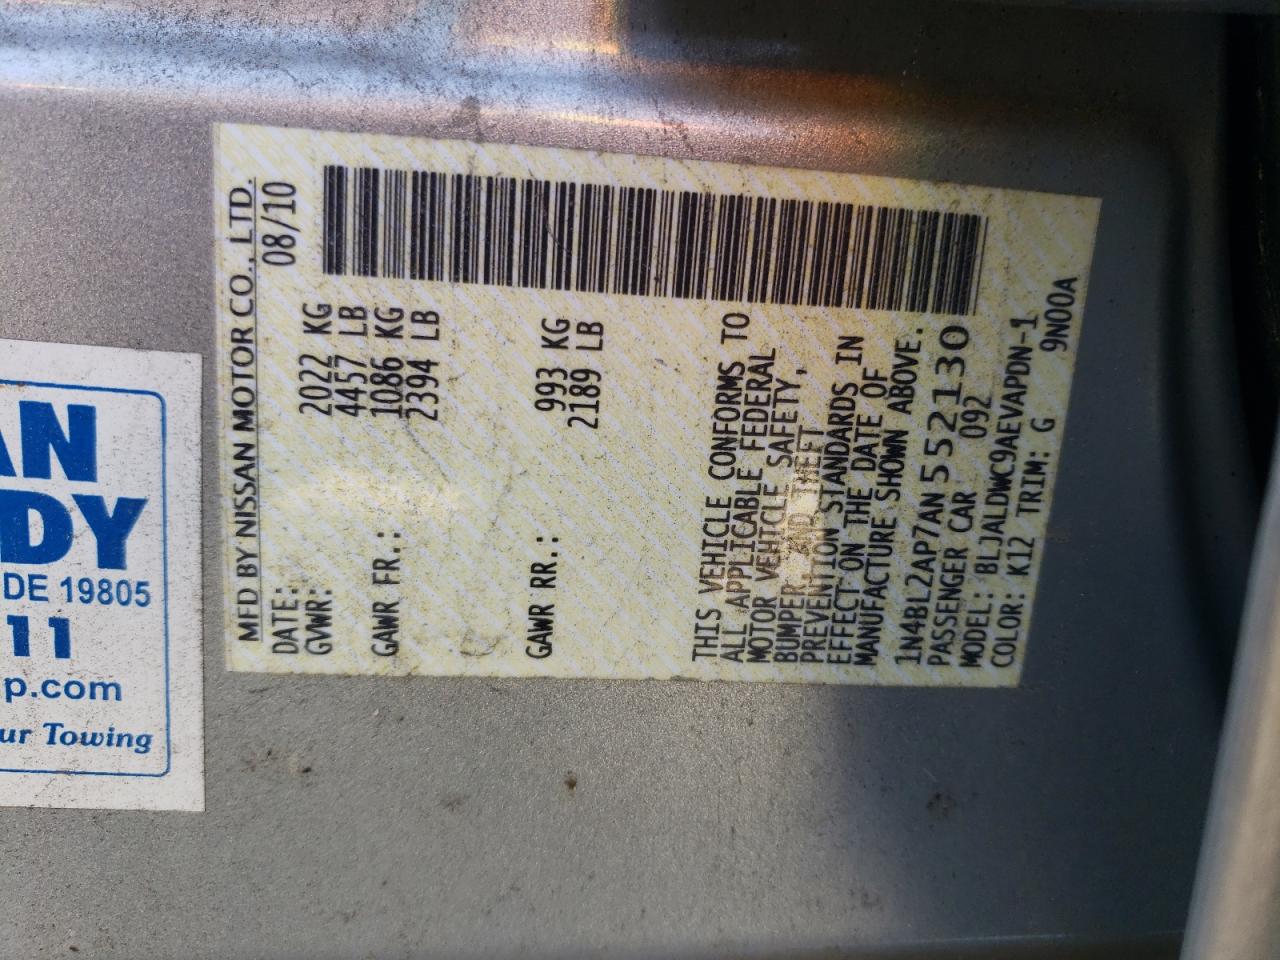 MFD BY NISSAN MOTOR CO., LTD.
DATE: 08/10
GVWR: 2022 KG
4457 LB
GAWR FR.: 1086 KG
2394 LB
GAWR RR.: 993 KG
2189 LB
THIS VEHICLE CONFORMS TO
ALL APPLICABLE FEDERAL
MOTOR VEHICLE SAFETY,
BUMPER AND THEFT
PREVENTION STANDARDS IN
EFFECT ON THE DATE OF
MANUFACTURE SHOWN ABOVE.
1N4BL2AP7AN552130
PASSENGER CAR 092
MODEL: BLJALDWC9AEVAPDN-1
COLOR: K12 TRIM: G 9N00A
AN
DY
DE 19805
11
p.com
ur Towing